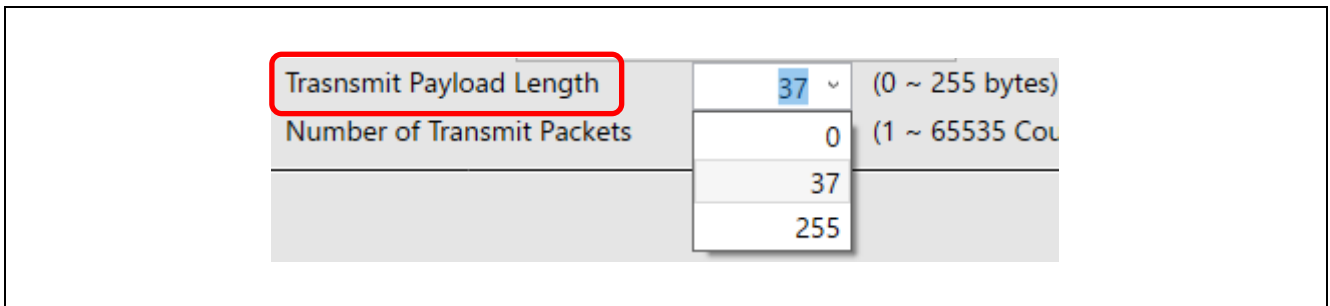 Trasnsmit Payload Length 37 (0 ~ 255 bytes)
Number of Transmit Packets 0 (1 ~ 65535 Cou
37
255